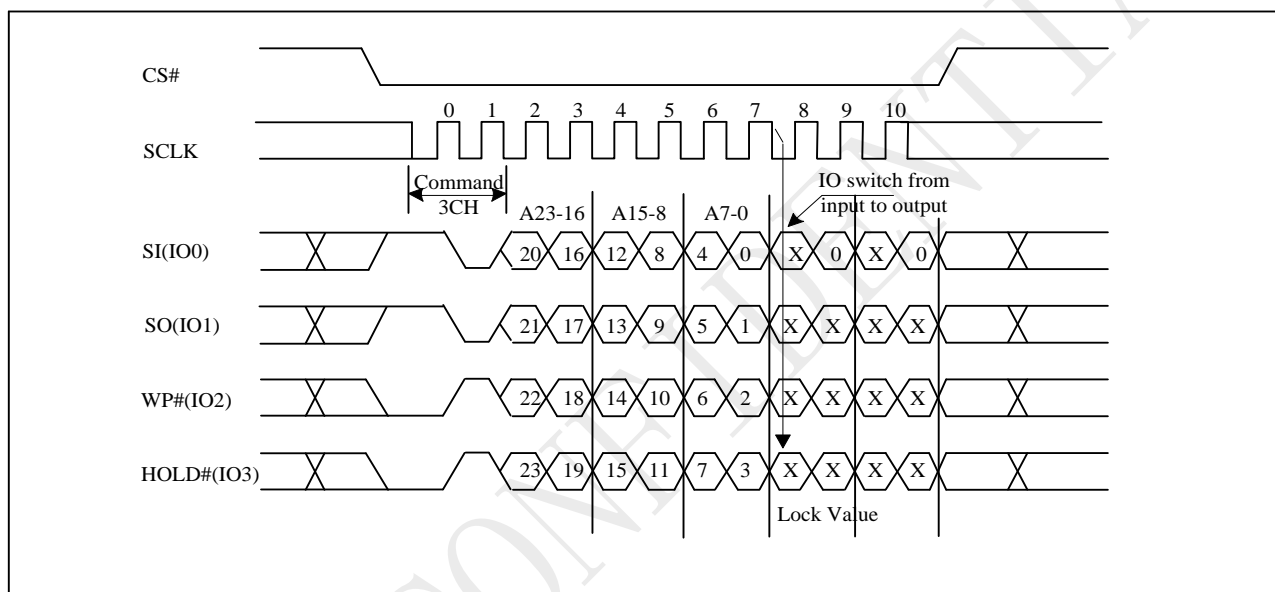 CS#
0 1 2 3 4 5 6 7 8 9 10
SCLK
Command
3CH
IO switch from
input to output
A23-16 A15-8 A7-0
SI(IO0) 20 16 12 8 4 0 X 0 X 0
SO(IO1) 21 17 13 9 5 1 X X X X
WP#(IO2) 22 18 14 10 6 2 X X X X
HOLD#(IO3) 23 19 15 11 7 3 X X X X
Lock Value
CONFIDENTIA